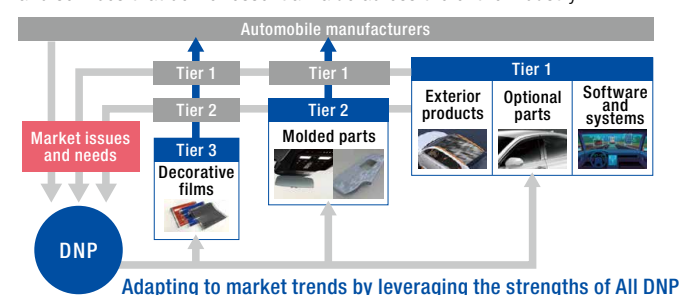 Automobile manufacturers
Tier 1
Tier 1
Tier 1
Tier 2
Tier 2
Exterior
products
Optional
parts
Software
and
systems
Market issues
and needs
Tier 3
Molded parts
Decorative
films
DNP
Adapting to market trends by leveraging the strengths of All DNP